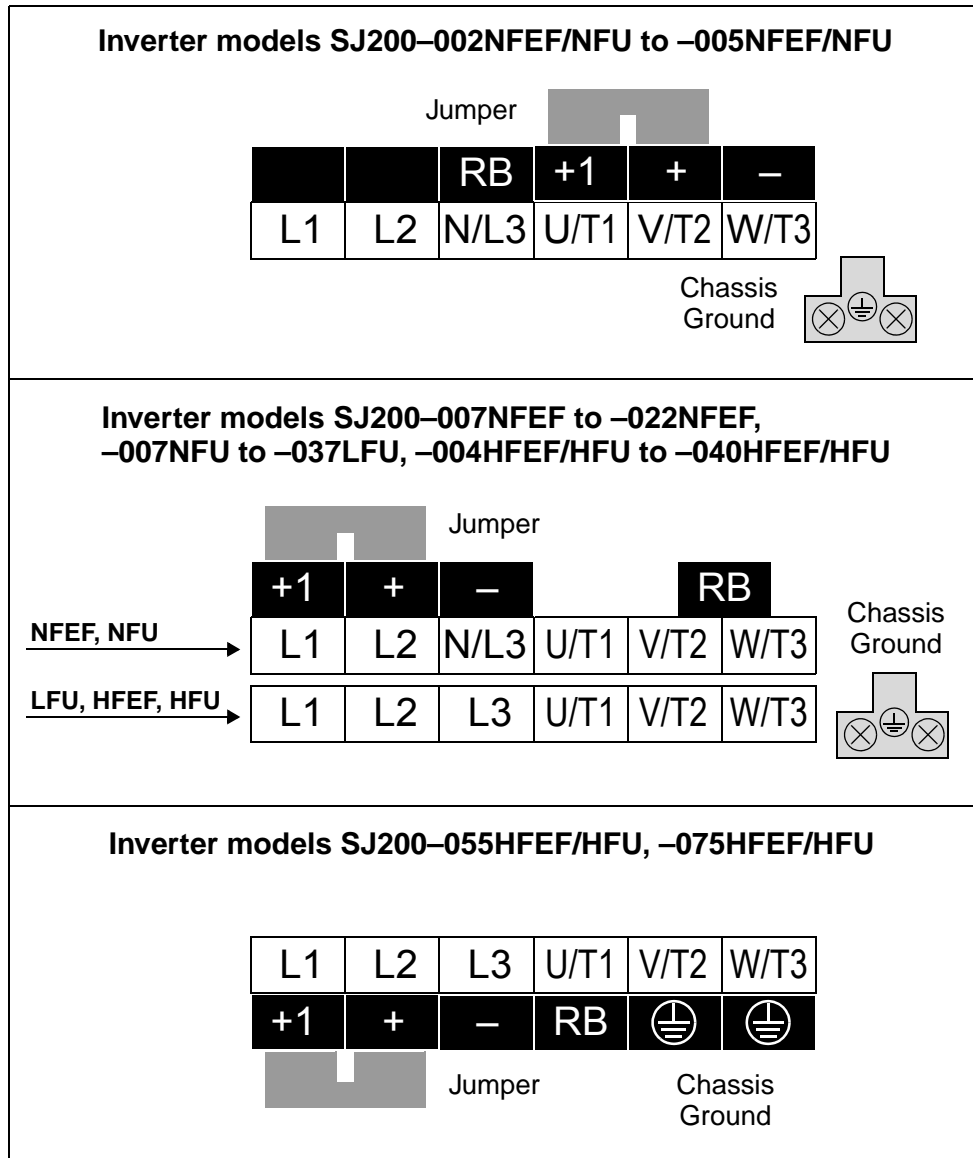 Inverter models SJ200–002NFEF/NFU to –005NFEF/NFU
Jumper
RB +1 + –
L1 L2 N/L3 U/T1 V/T2 W/T3
Chassis
Ground
Inverter models SJ200–007NFEF to –022NFEF,
–007NFU to –037LFU, –004HFEF/HFU to –040HFEF/HFU
Jumper
+1 + – RB
Chassis
Ground
NFEF, NFU
L1 L2 N/L3 U/T1 V/T2 W/T3
LFU, HFEF, HFU
L1 L2 L3 U/T1 V/T2 W/T3
Inverter models SJ200–055HFEF/HFU, –075HFEF/HFU
L1 L2 L3 U/T1 V/T2 W/T3
+1 + – RB
Jumper
Chassis
Ground